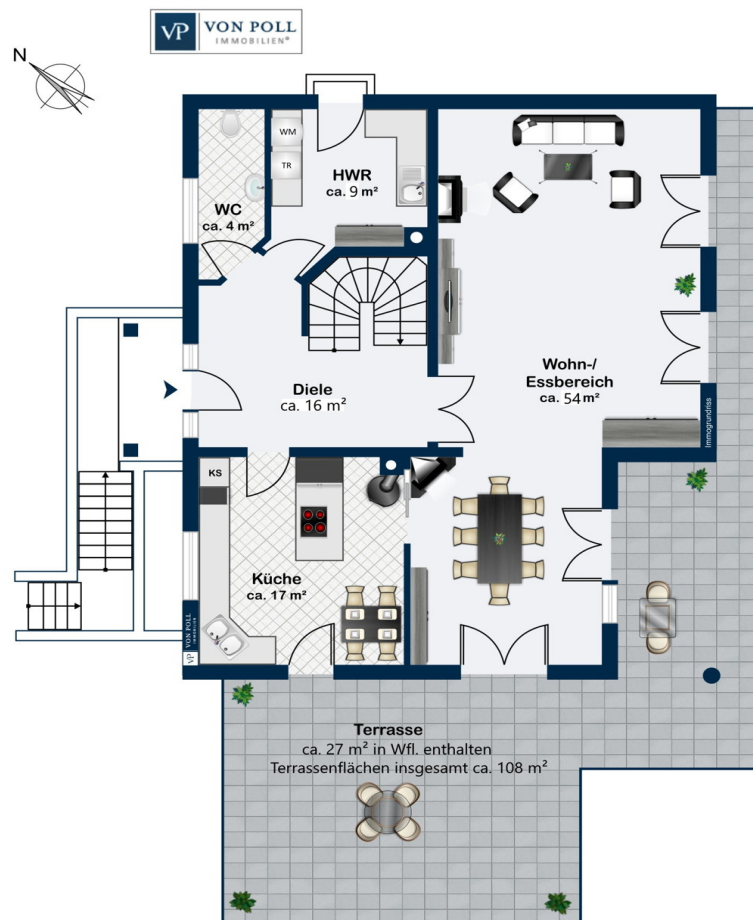 VP VON POLL
IMMOBILIEN®
N
WM
TR
HWR
ca. 9 m²
WC
ca. 4 m²
Wohn-/
Essbereich
ca. 54 m²
Diele
ca. 16 m²
Immogrundriss
KS
Küche
ca. 17 m²
VP VON POLL
IMMOBILIEN
Terrasse
ca. 27 m² in Wfl. enthalten
Terrassenflächen insgesamt ca. 108 m²